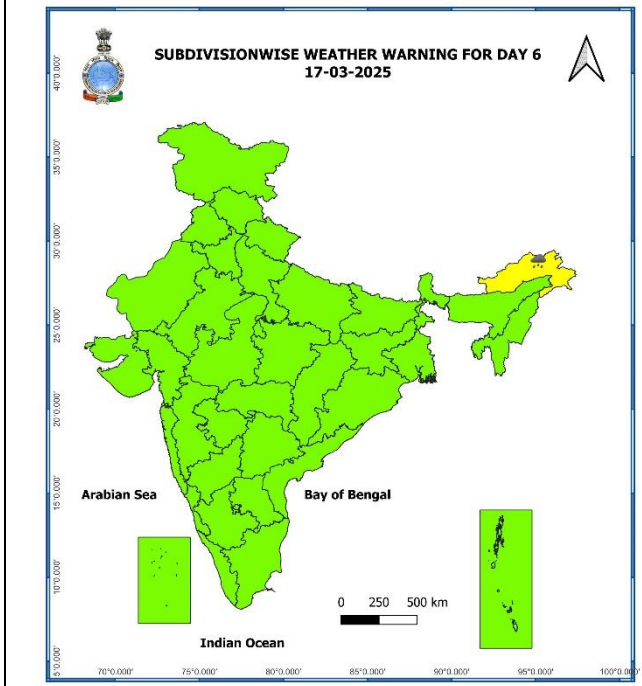 SUBDIVISIONWISE WEATHER WARNING FOR DAY 6
17-03-2025
40°0.000'
35°0.000'
30°0.000'
25°0.000'
20°0.000'
15°0.000'
10°0.000'
5°0.000'
Arabian Sea
Bay of Bengal
0 250 500 km
Indian Ocean
70°0.000' 75°0.000' 80°0.000' 85°0.000' 90°0.000' 95°0.000' 100°0.000'